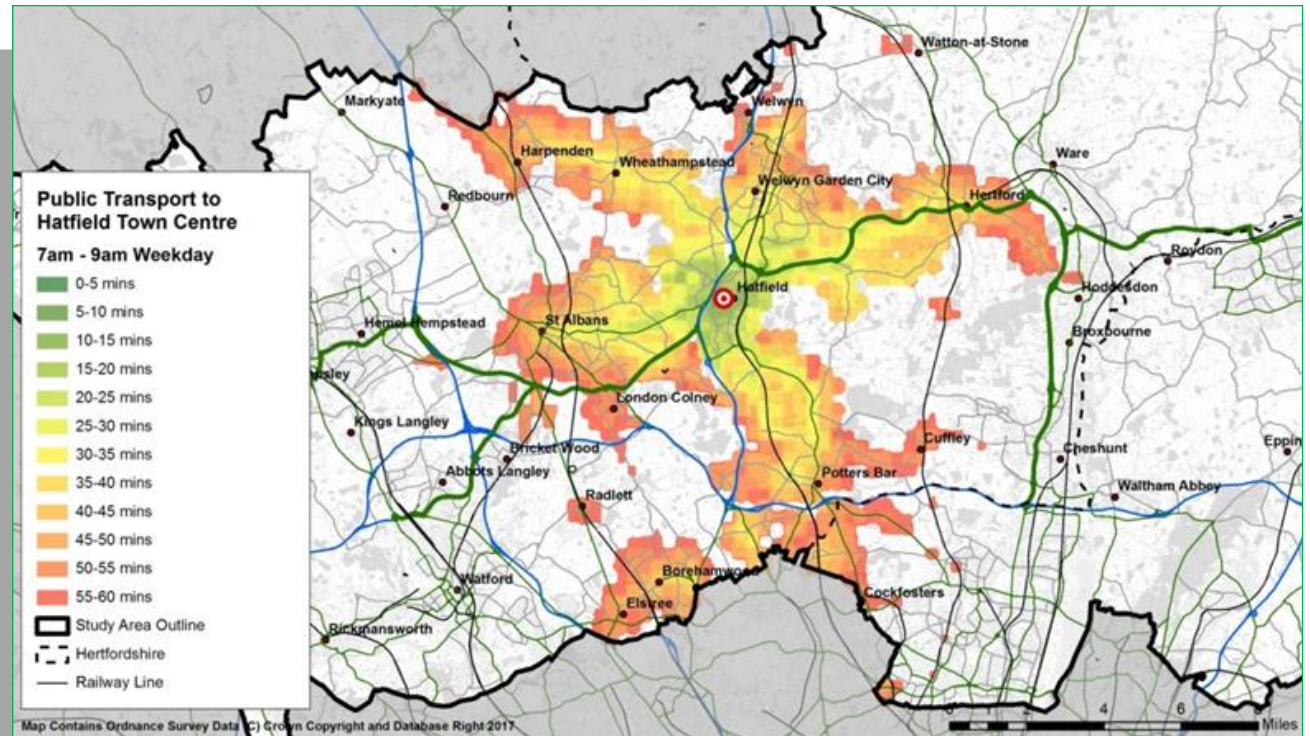 Public Transport to
Hatfield Town Centre
7am - 9am Weekday
0-5 mins
5-10 mins
10-15 mins
15-20 mins
20-25 mins
25-30 mins
30-35 mins
35-40 mins
40-45 mins
45-50 mins
50-55 mins
55-60 mins
Study Area Outline
Hertfordshire
Railway Line
Map Contains Ordnance Survey Data (C) Crown Copyright and Database Right 2017
Watton-at-Stone
Markyate
Welwyn
Harpenden
Wheathampstead
Ware
Welwyn Garden City
Redbourn
Hertford
Roydon
Hatfield
Hoddesdon
Hemel Hempstead
St Albans
Broxbourne
London Colney
Kings Langley
Bricket Wood
Cuffley
Cheshunt
Abbots Langley
Potters Bar
Waltham Abbey
Radlett
Watford
Borehamwood
Elstree
Cockfosters
Rickmansworth
4 6 Miles